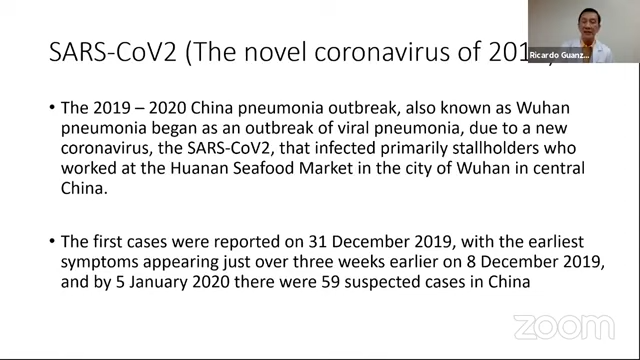 SARS-CoV2 (The novel coronavirus of 201
Ricardo Guanz...
• The 2019 – 2020 China pneumonia outbreak, also known as Wuhan
pneumonia began as an outbreak of viral pneumonia, due to a new
coronavirus, the SARS-CoV2, that infected primarily stallholders who
worked at the Huanan Seafood Market in the city of Wuhan in central
China.
• The first cases were reported on 31 December 2019, with the earliest
symptoms appearing just over three weeks earlier on 8 December 2019,
and by 5 January 2020 there were 59 suspected cases in China
zoom